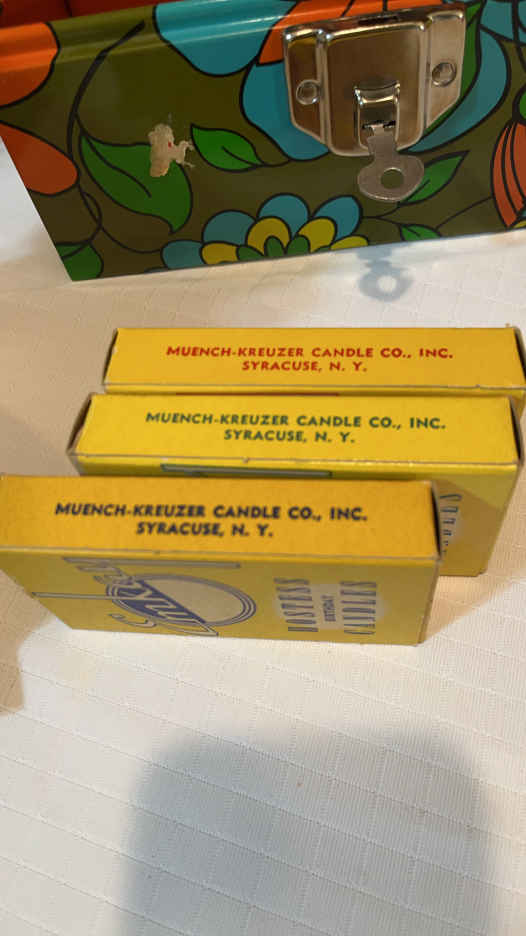 MUENCH-KREUZER CANDLE CO., INC.
SYRACUSE, N. Y.
MUENCH-KREUZER CANDLE CO., INC.
SYRACUSE, N. Y.
MUENCH-KREUZER CANDLE CO., INC.
SYRACUSE, N. Y.
HOSTESS
BIRTHDAY
CANDLES